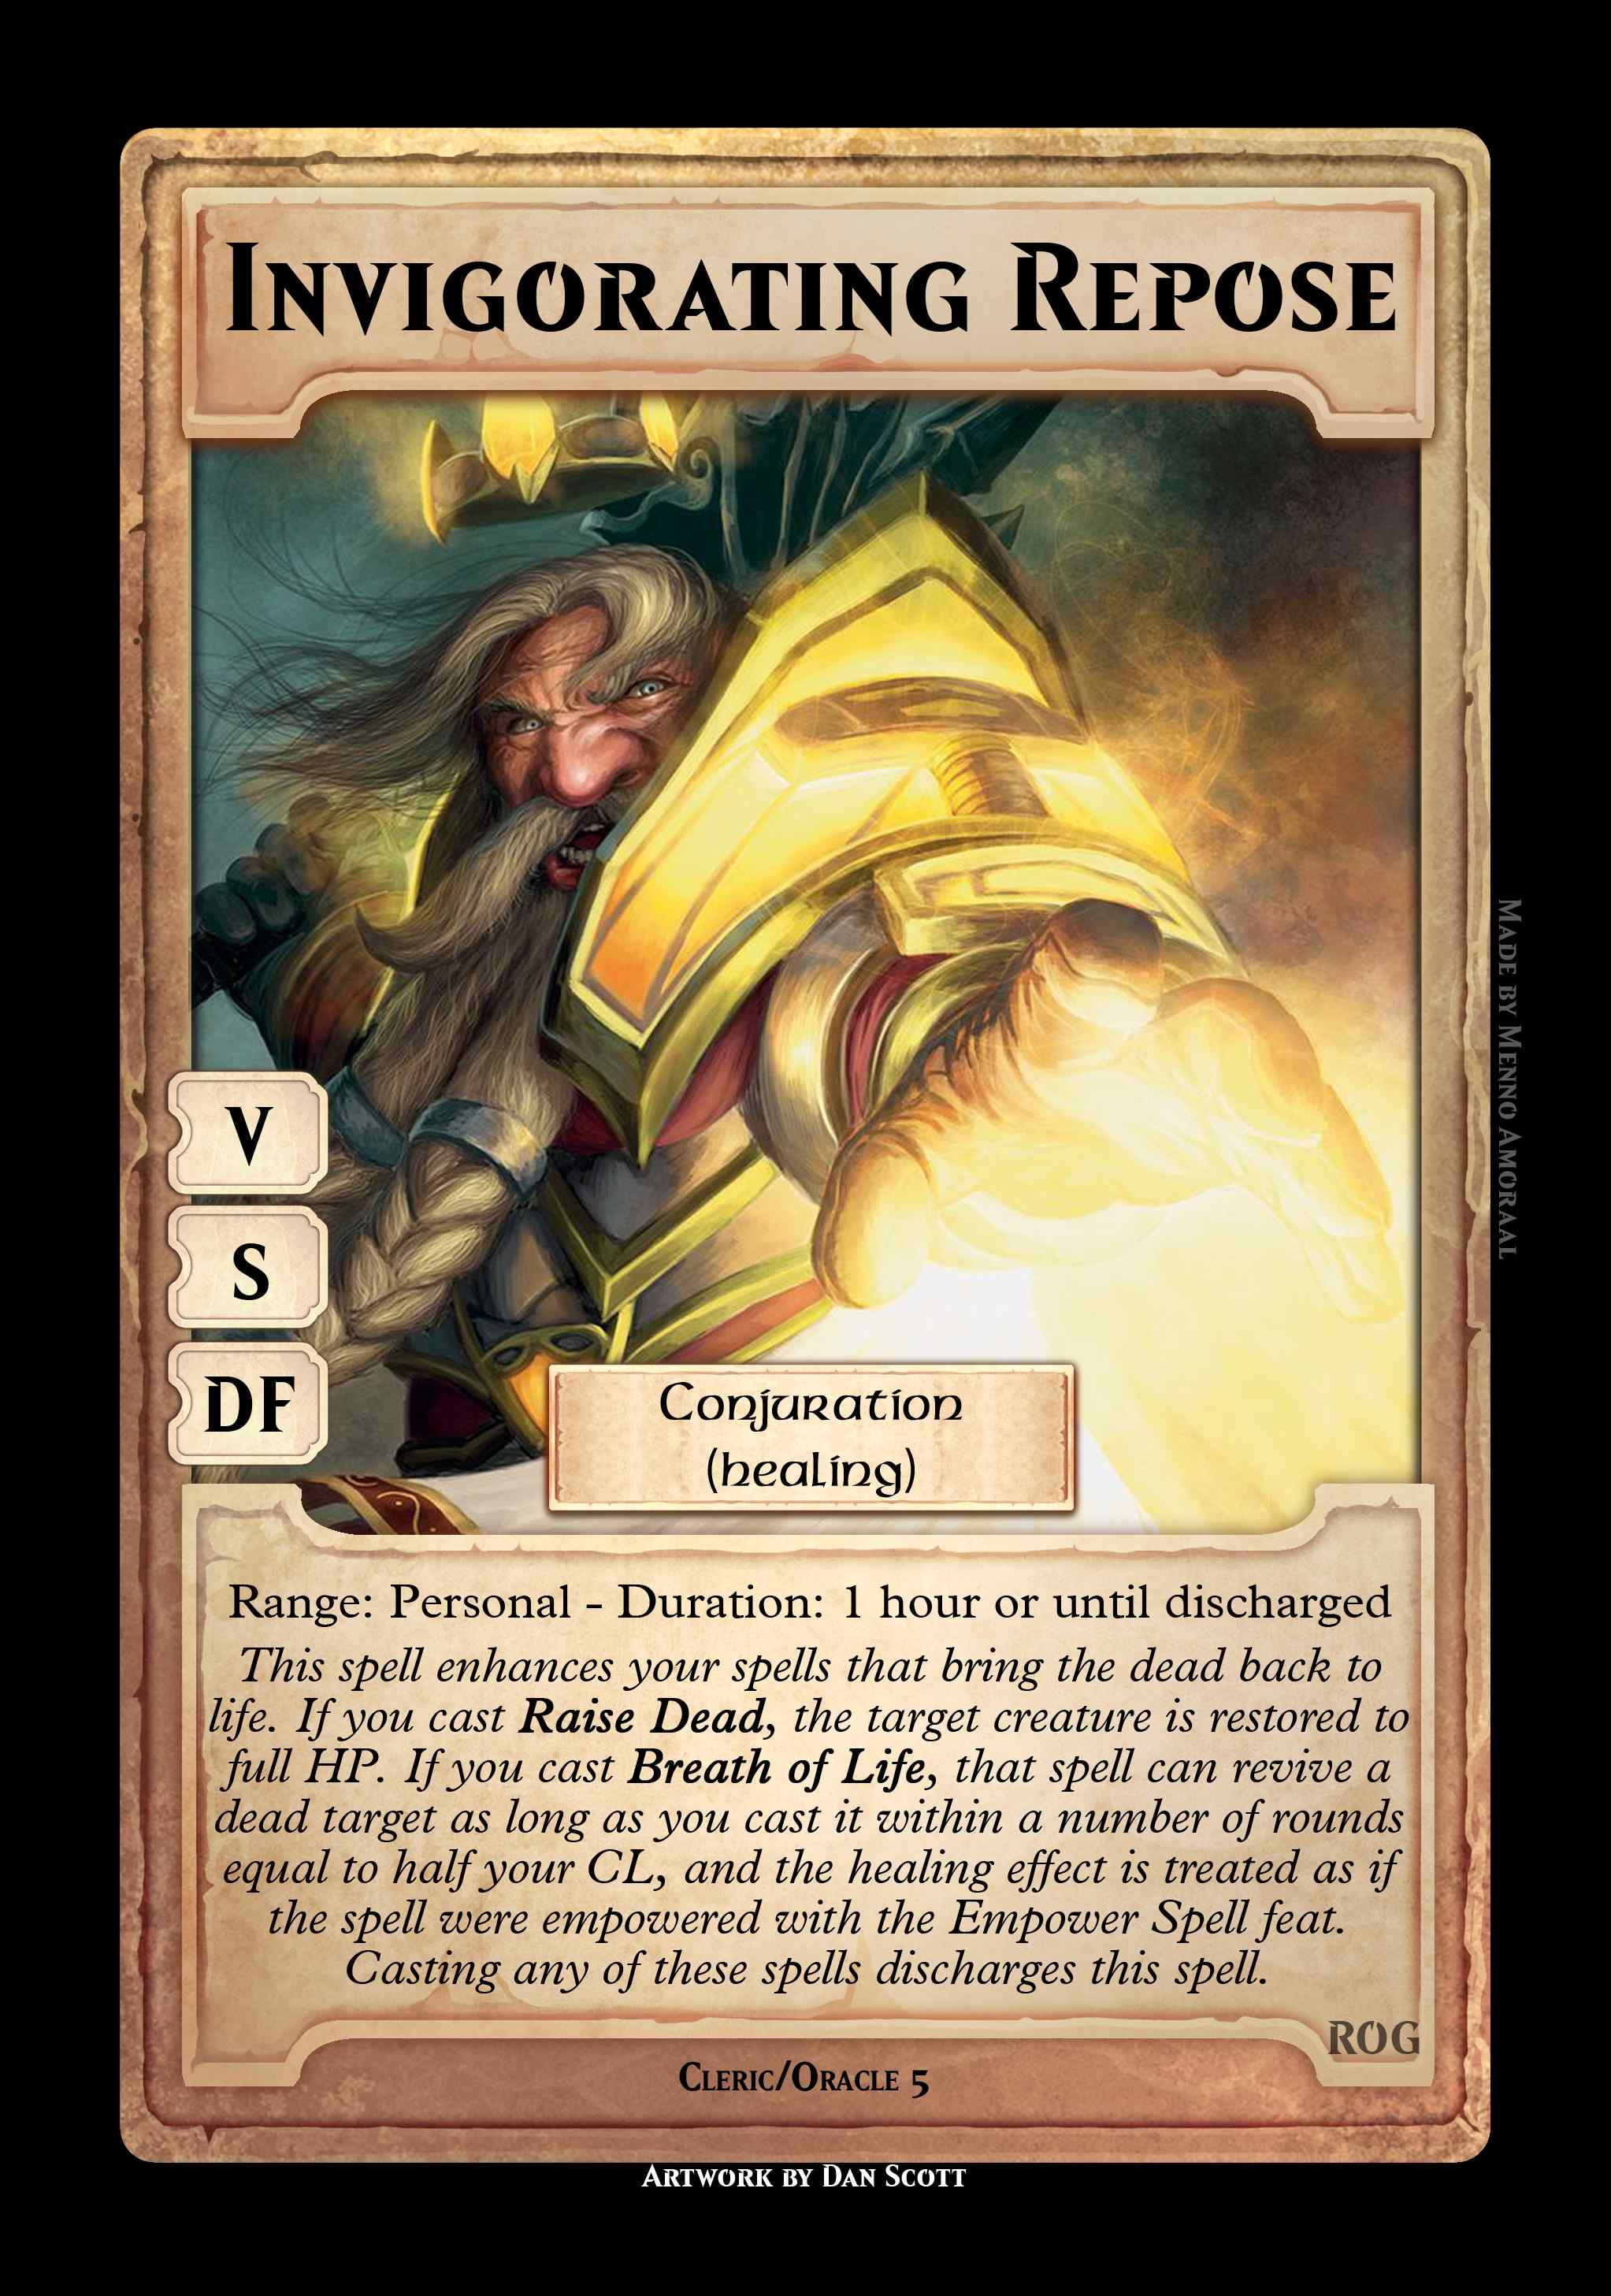 Invigorating Repose
V
S
DF
Conjuration
(healing)
Range: Personal - Duration: 1 hour or until discharged
This spell enhances your spells that bring the dead back to
life. If you cast Raise Dead, the target creature is restored to
full HP. If you cast Breath of Life, that spell can revive a
dead target as long as you cast it within a number of rounds
equal to half your CL, and the healing effect is treated as if
the spell were empowered with the Empower Spell feat.
Casting any of these spells discharges this spell.
ROG
Cleric/Oracle 5
Artwork by Dan Scott
Made by Menno Amoraal